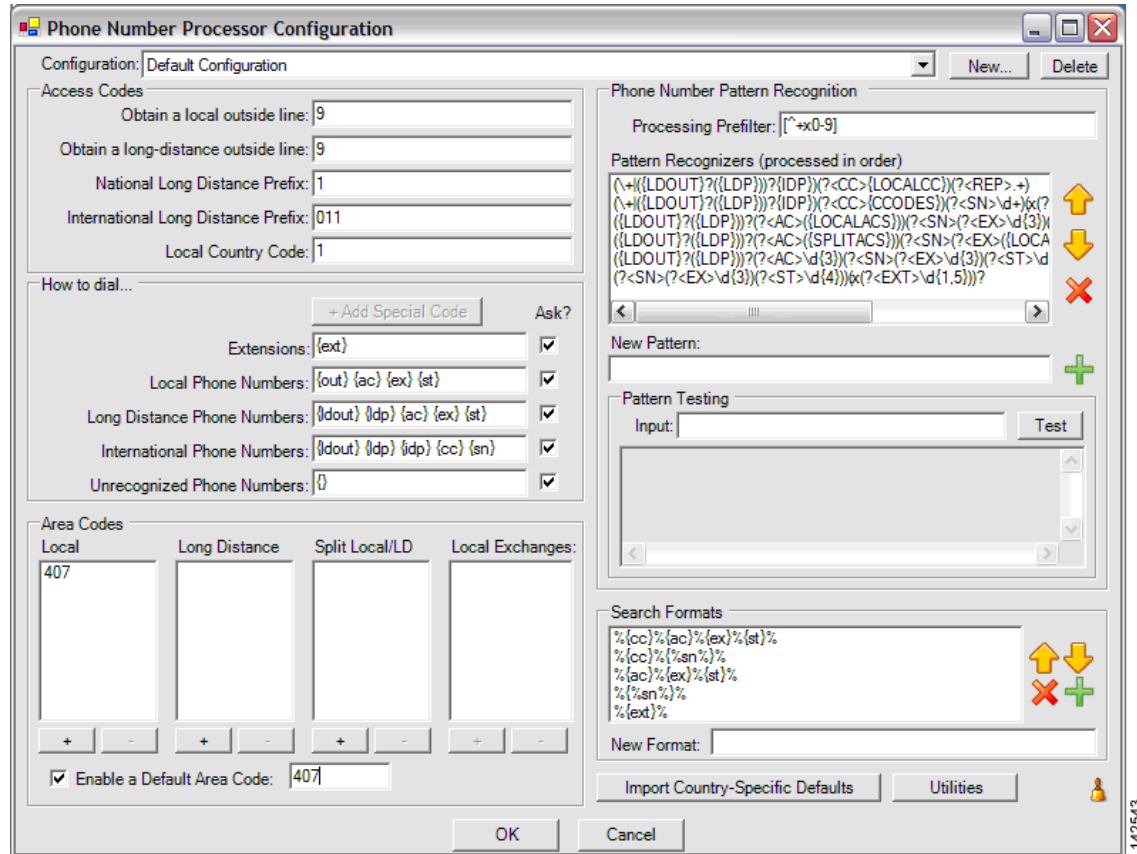 Phone Number Processor Configuration
Configuration: Default Configuration
New...
Delete
Access Codes
Obtain a local outside line: 9
Obtain a long-distance outside line: 9
National Long Distance Prefix: 1
International Long Distance Prefix: 011
Local Country Code: 1
How to dial...
+ Add Special Code
Ask?
Extensions: {ext}
Local Phone Numbers: {out} {ac} {ex} {st}
Long Distance Phone Numbers: {ldout} {ldp} {ac} {ex} {st}
International Phone Numbers: {ldout} {ldp} {idp} {cc} {sn}
Unrecognized Phone Numbers: {}
Area Codes
Local
Long Distance
Split Local/LD
Local Exchanges:
407
+ - + - + - + -
Enable a Default Area Code: 407
Phone Number Pattern Recognition
Processing Prefilter: [^+x0-9]
Pattern Recognizers (processed in order)
(\+|({LDOUT}?({LDP}))?{IDP})(?<CC>{LOCALCC})(?<REP>.+)
(\+|({LDOUT}?({LDP}))?{IDP})(?<CC>{CCODES})(?<SN>\d+)(x(?
({LDOUT}?({LDP}))?(?<AC>({LOCALACS}))(?<SN>(?<EX>\d{3})(
({LDOUT}?({LDP}))?(?<AC>({SPLITACS}))(?<SN>(?<EX>({LOCA
({LDOUT}?({LDP}))?(?<AC>\d{3})(?<SN>(?<EX>\d{3})(?<ST>\d
(?<SN>(?<EX>\d{3})(?<ST>\d{4}))(x(?<EXT>\d{1,5}))?
New Pattern:
Pattern Testing
Input:
Test
Search Formats
%{cc}%{ac}%{ex}%{st}%
%{cc}%{%sn%}%
%{ac}%{ex}%{st}%
%{%sn%}%
%{ext}%
New Format:
Import Country-Specific Defaults
Utilities
OK
Cancel
142543